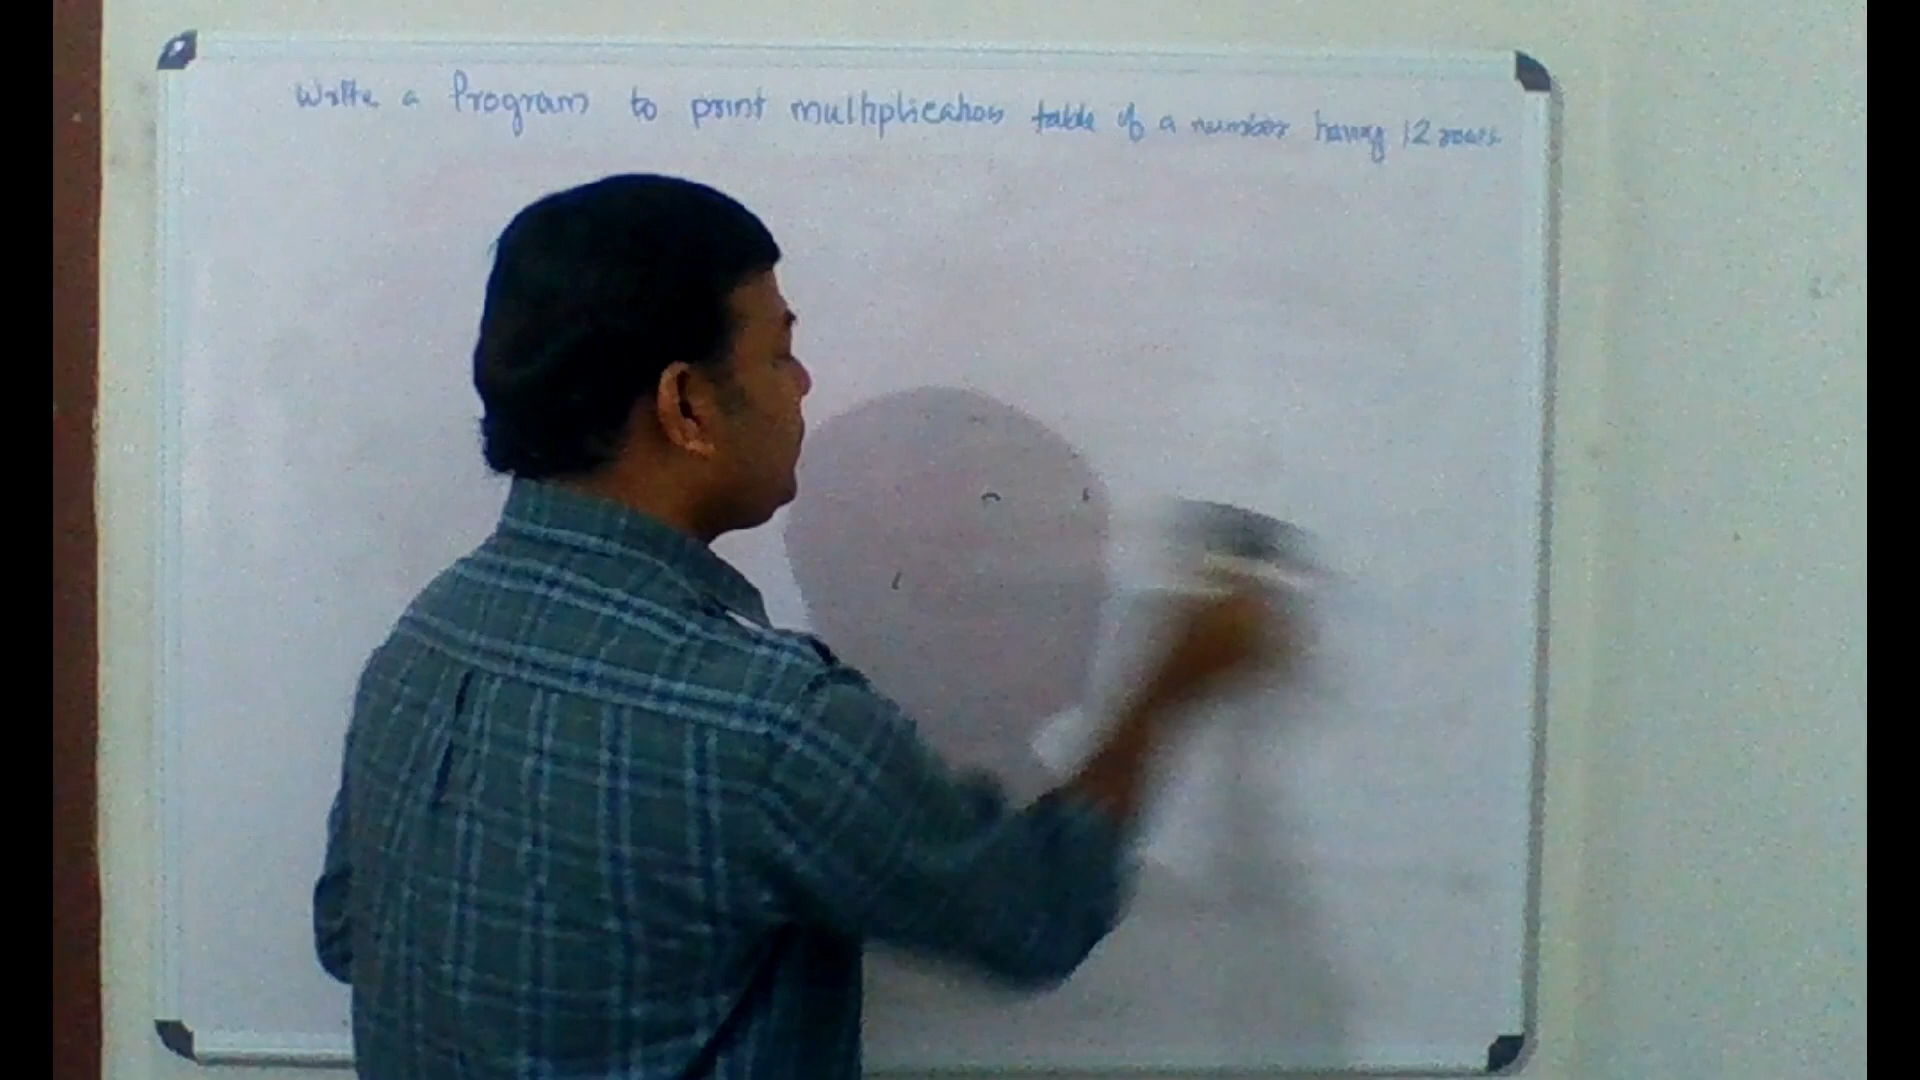 Write a Program to print multiplication table of a number having 12 rows